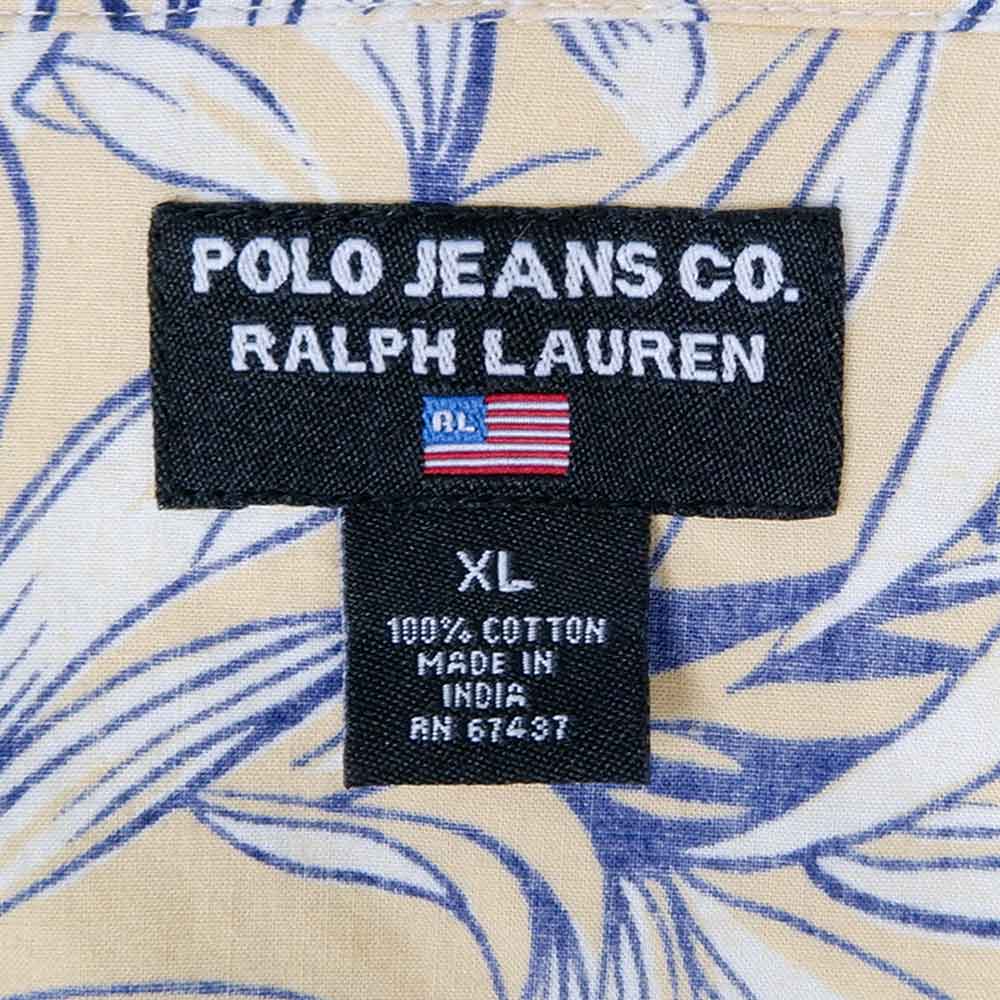 POLO JEANS CO.
RALPH LAUREN
RL
XL
100% COTTON
MADE IN
INDIA
RN 67437